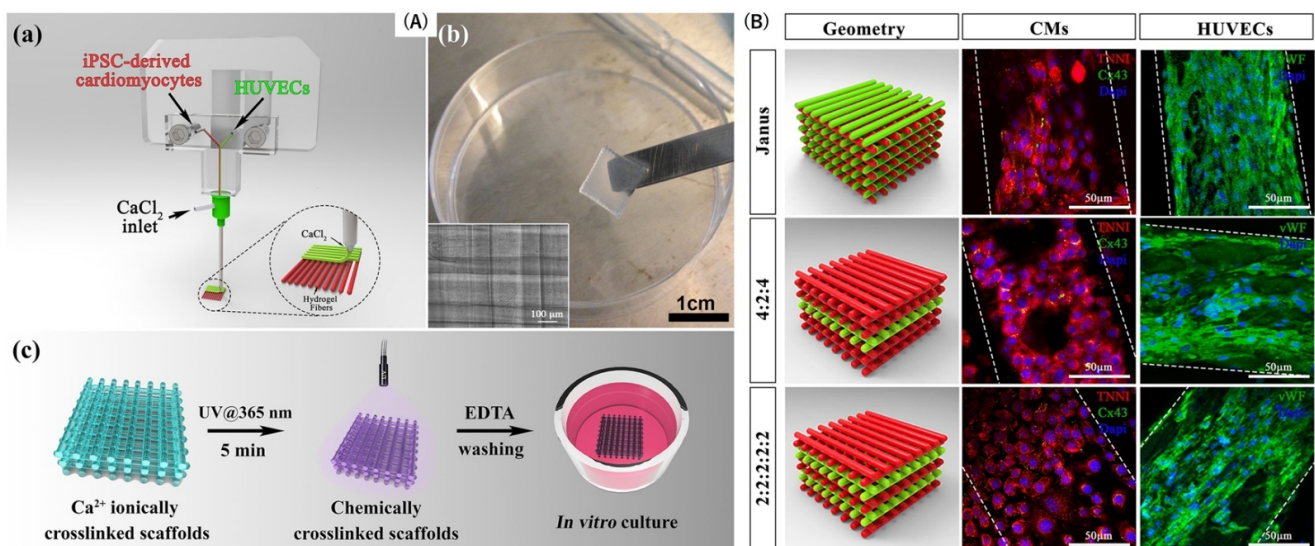 (A)
(a)
iPSC-derived
cardiomyocytes
HUVECs
CaCl₂
inlet
CaCl₂
Hydrogel
Fibers
(b)
100 μm
1cm
(c)
UV@365 nm
5 min
EDTA
washing
Ca²⁺ ionically
crosslinked scaffolds
Chemically
crosslinked scaffolds
In vitro culture
(B)
Geometry
CMs
HUVECs
Janus
TNNI
Cx43
Dapi
50μm
vWF
Dapi
50μm
4:2:4
TNNI
Cx43
Dapi
50μm
vWF
Dapi
50μm
2:2:2:2:2
TNNI
Cx43
Dapi
50μm
vWF
Dapi
50μm